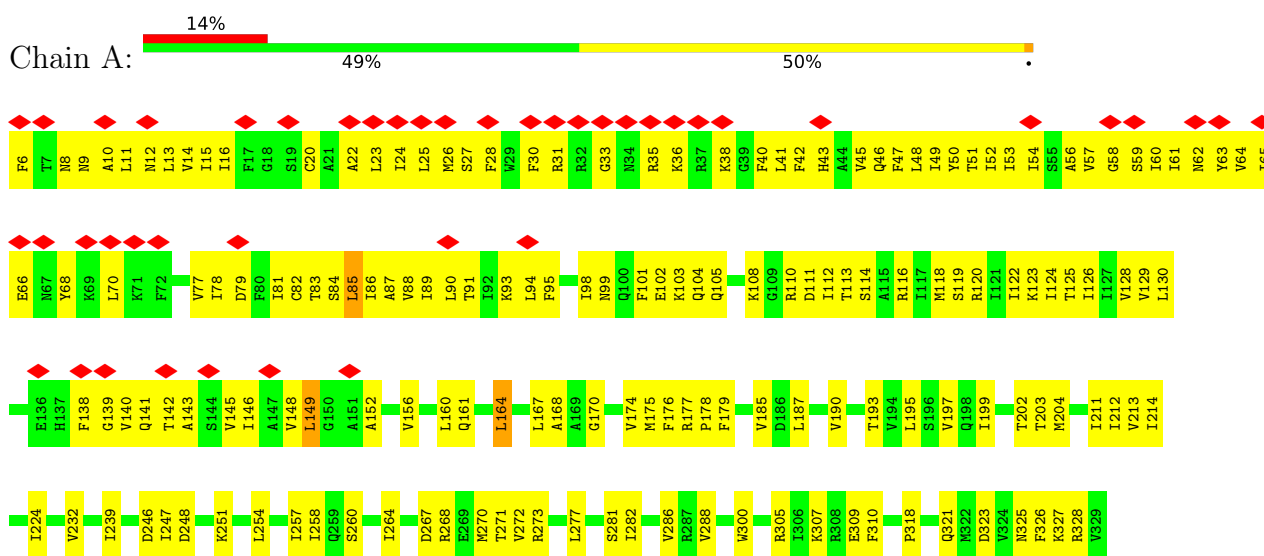 14%
Chain A:
49% 50% •
F6 T7 N8 N9 A10 L11 N12 L13 V14 I15 I16 F17 G18 S19 C20 A21 A22 L23 I24 L25 M26 S27 F28 W29 F30 R31 R32 G33 N34 R35 K36 R37 K38 G39 F40 L41 F42 H43 A44 V45 Q46 F47 L48 I49 Y50 T51 I52 I53 I54 S55 A56 V57 G58 S59 I60 I61 N62 Y63 V64 I65
E66 N67 Y68 K69 L70 K71 F72 V77 I78 D79 F80 I81 C82 T83 S84 L85 I86 A87 V88 I89 L90 T91 I92 K93 L94 F95 I98 N99 Q100 F101 E102 K103 Q104 Q105 K108 G109 R110 D111 I112 T113 S114 A115 R116 I117 M118 S119 R120 I121 I122 K123 I124 T125 I126 I127 V128 V129 L130
E136 H137 F138 G139 V140 Q141 T142 A143 S144 V145 I146 A147 V148 L149 G150 A151 A152 V156 L160 Q161 L164 L167 A168 A169 G170 V174 M175 F176 R177 P178 F179 V185 D186 L187 V190 T193 V194 L195 S196 V197 Q198 I199 T202 T203 M204 I211 I212 V213 I214
I224 V232 I239 D246 I247 D248 K251 L254 I257 I258 Q259 S260 I264 D267 R268 E269 M270 T271 V272 R273 L277 S281 I282 V286 R287 V288 W300 R305 I306 K307 R308 E309 F310 P318 Q321 M322 D323 V324 N325 F326 K327 R328 V329